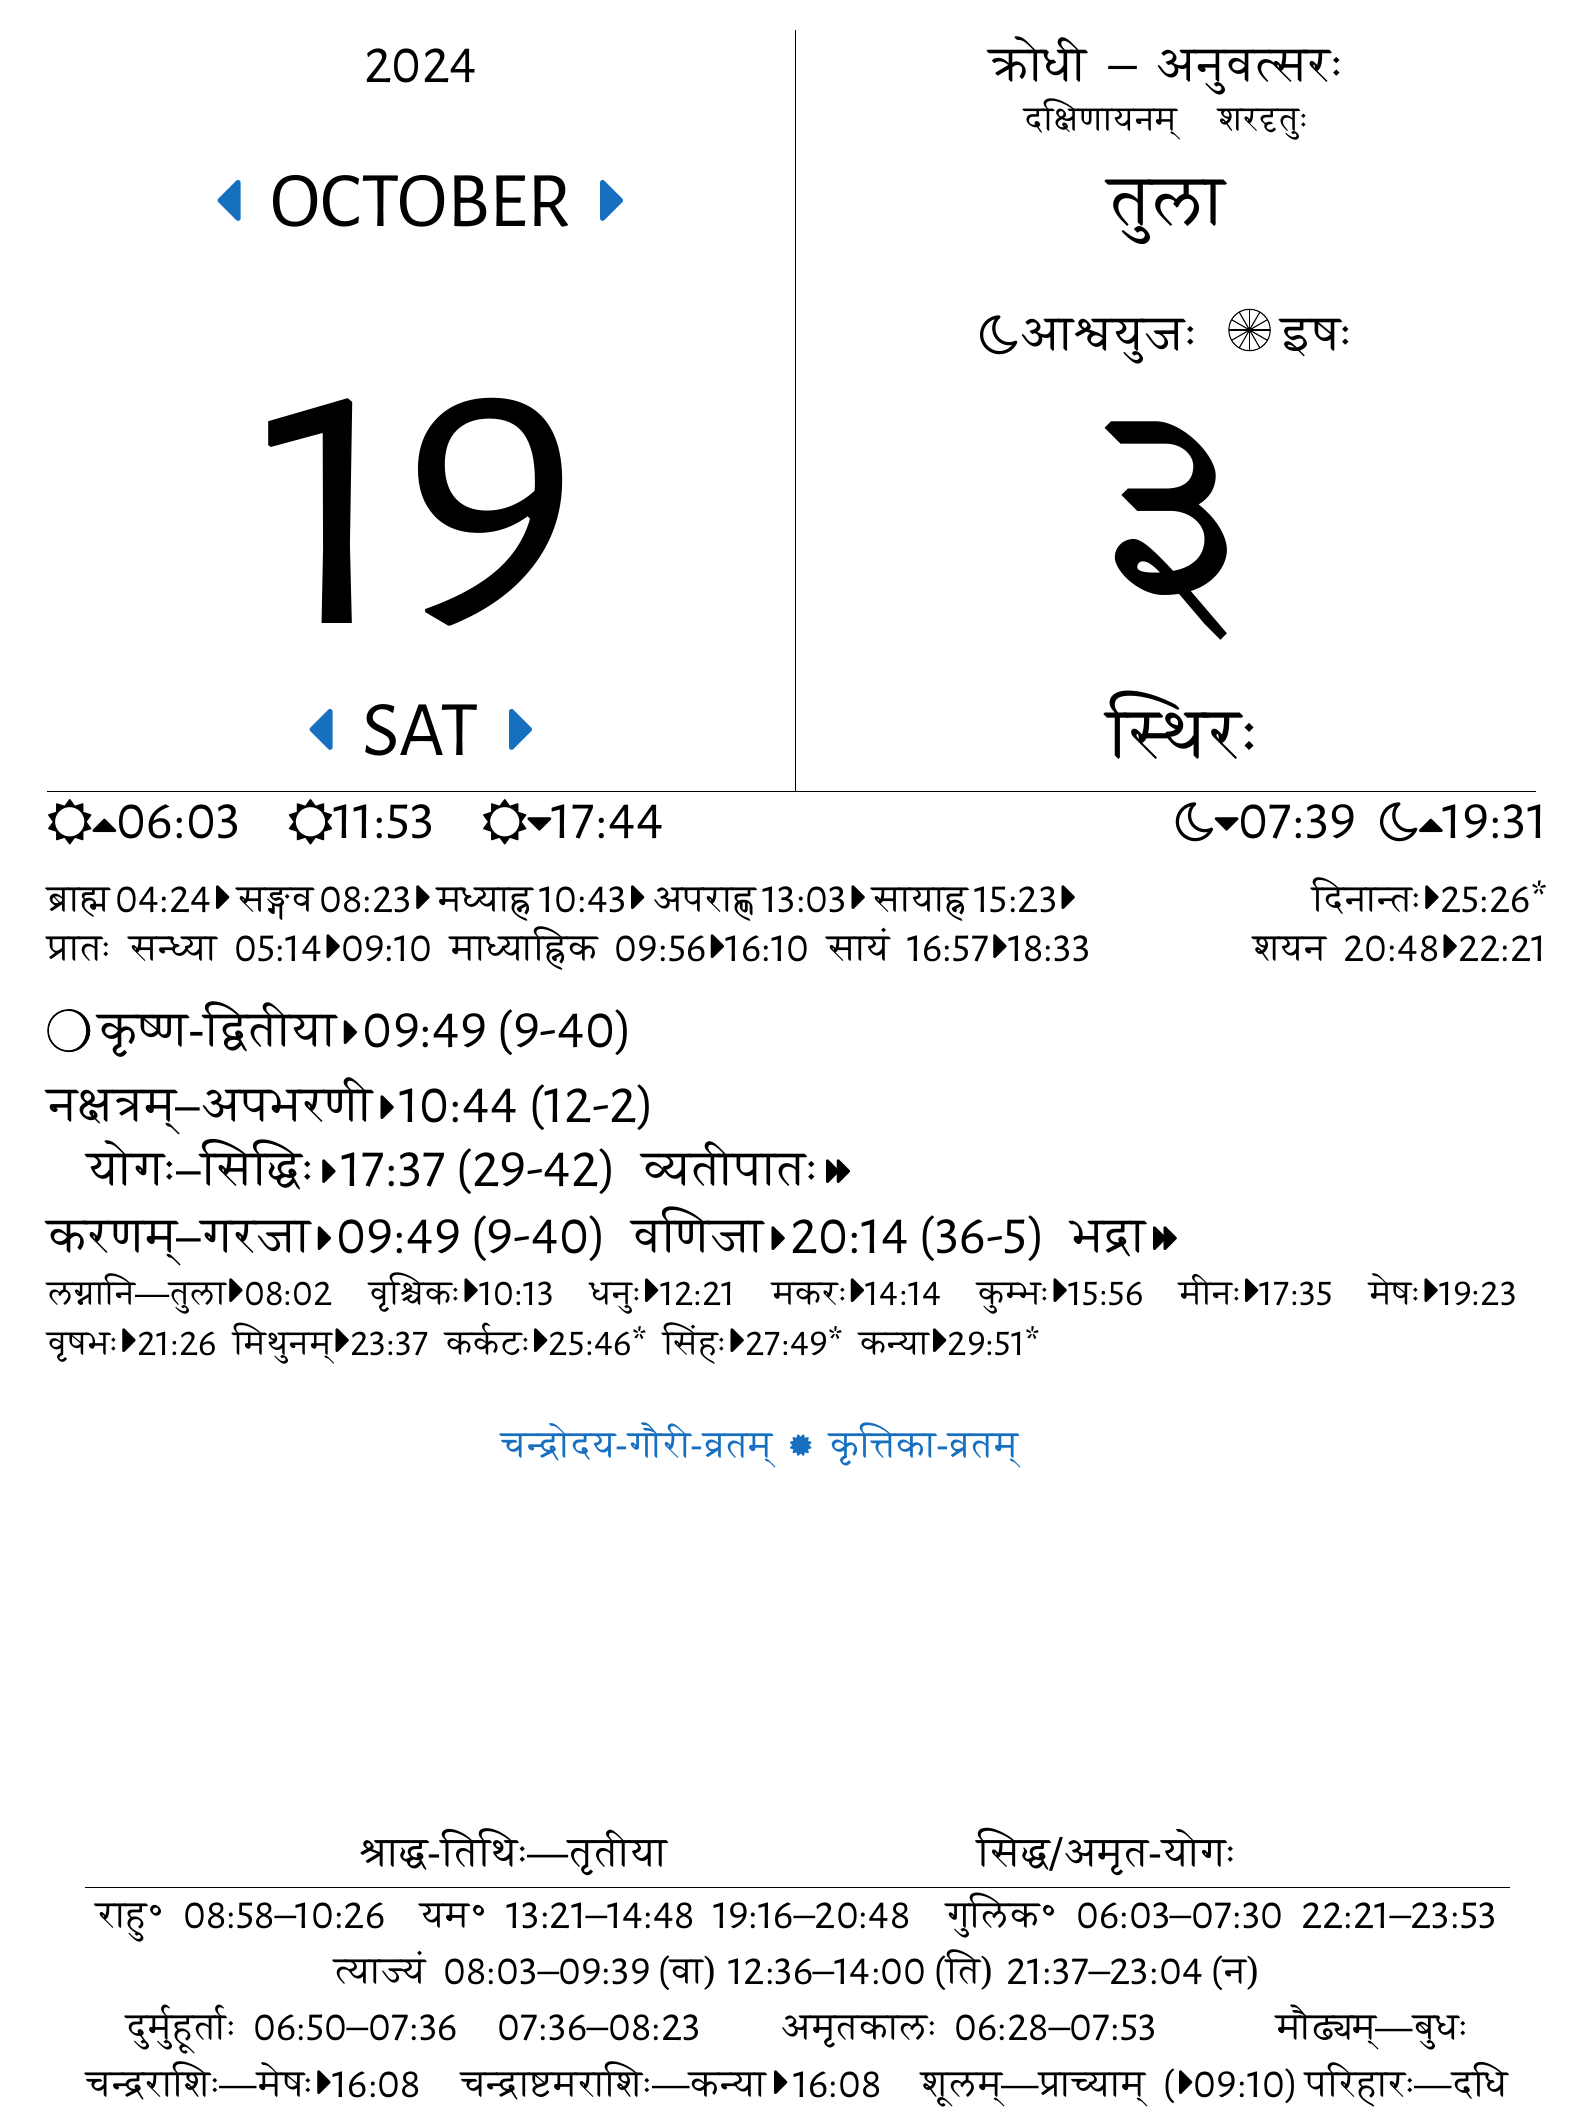 2024
OCTOBER
19
SAT
क्रोधी – अनुवत्सरः
दक्षिणायनम् शरदृतुः
तुला
आश्वयुजः इषः
३
स्थिरः
06:03 11:53 17:44 07:39 19:31
ब्राह्म 04:24 सङ्गव 08:23 मध्याह्न 10:43 अपराह्ण 13:03 सायाह्न 15:23 दिनान्तः 25:26*
प्रातः सन्ध्या 05:14 09:10 माध्याह्निक 09:56 16:10 सायं 16:57 18:33 शयन 20:48 22:21
कृष्ण-द्वितीया 09:49 (9-40)
नक्षत्रम्–अपभरणी 10:44 (12-2)
योगः–सिद्धिः 17:37 (29-42) व्यतीपातः
करणम्–गरजा 09:49 (9-40) वणिजा 20:14 (36-5) भद्रा
लग्नानि—तुला 08:02 वृश्चिकः 10:13 धनुः 12:21 मकरः 14:14 कुम्भः 15:56 मीनः 17:35 मेषः 19:23
वृषभः 21:26 मिथुनम् 23:37 कर्कटः 25:46* सिंहः 27:49* कन्या 29:51*
चन्द्रोदय-गौरी-व्रतम् ✹ कृत्तिका-व्रतम्
श्राद्ध-तिथिः—तृतीया सिद्ध/अमृत-योगः
राहु॰ 08:58–10:26 यम॰ 13:21–14:48 19:16–20:48 गुलिक॰ 06:03–07:30 22:21–23:53
त्याज्यं 08:03–09:39 (वा) 12:36–14:00 (ति) 21:37–23:04 (न)
दुर्मुहूर्ताः 06:50–07:36 07:36–08:23 अमृतकालः 06:28–07:53 मौढ्यम्—बुधः
चन्द्रराशिः—मेषः 16:08 चन्द्राष्टमराशिः—कन्या 16:08 शूलम्—प्राच्याम् (09:10) परिहारः—दधि